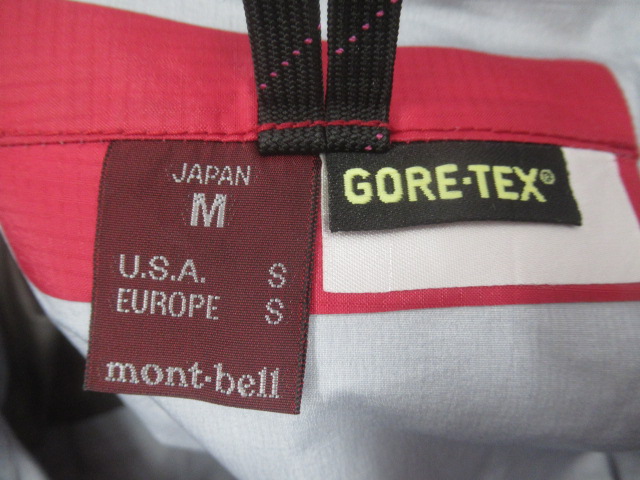 JAPAN
M
U.S.A. S
EUROPE S
mont-bell
GORE-TEX®